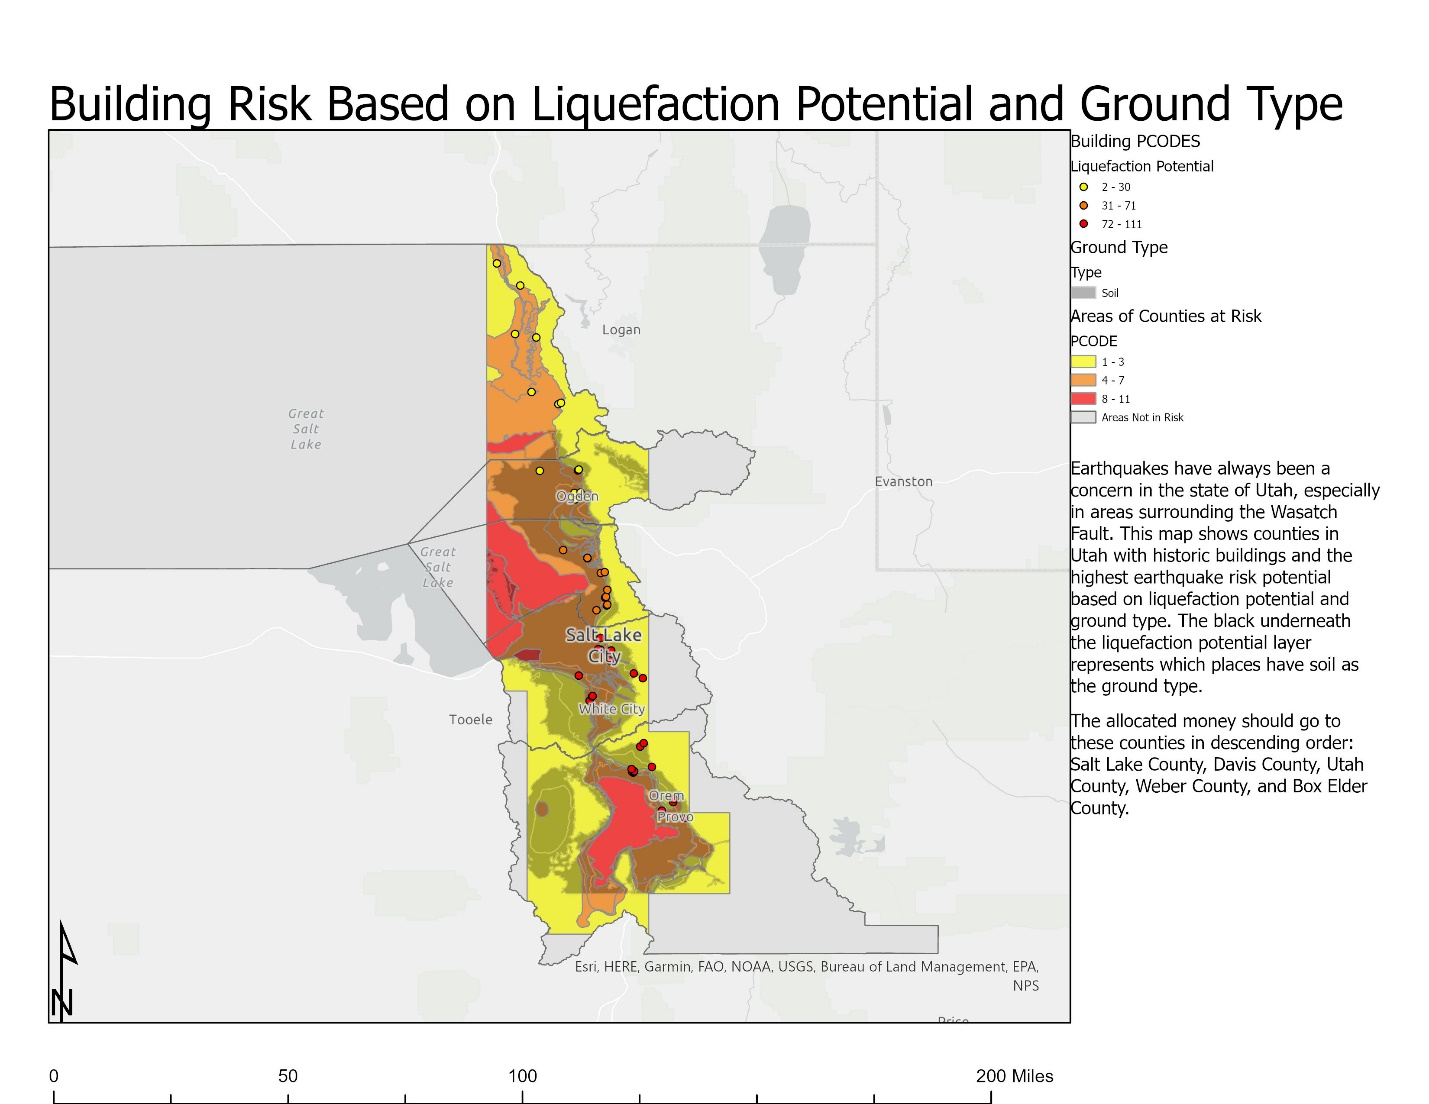 Building Risk Based on Liquefaction Potential and Ground Type
Building PCODES
Liquefaction Potential
2 - 30
31 - 71
72 - 111
Ground Type
Type
Soil
Areas of Counties at Risk
PCODE
1 - 3
4 - 7
8 - 11
Areas Not in Risk
Earthquakes have always been a
concern in the state of Utah, especially
in areas surrounding the Wasatch
Fault. This map shows counties in
Utah with historic buildings and the
highest earthquake risk potential
based on liquefaction potential and
ground type. The black underneath
the liquefaction potential layer
represents which places have soil as
the ground type.
The allocated money should go to
these counties in descending order:
Salt Lake County, Davis County, Utah
County, Weber County, and Box Elder
County.
Logan
Great
Salt
Lake
Evanston
Ogden
Great
Salt
Lake
Salt Lake
City
White City
Tooele
Orem
Provo
Esri, HERE, Garmin, FAO, NOAA, USGS, Bureau of Land Management, EPA,
NPS
N
Price
0 50 100 200 Miles